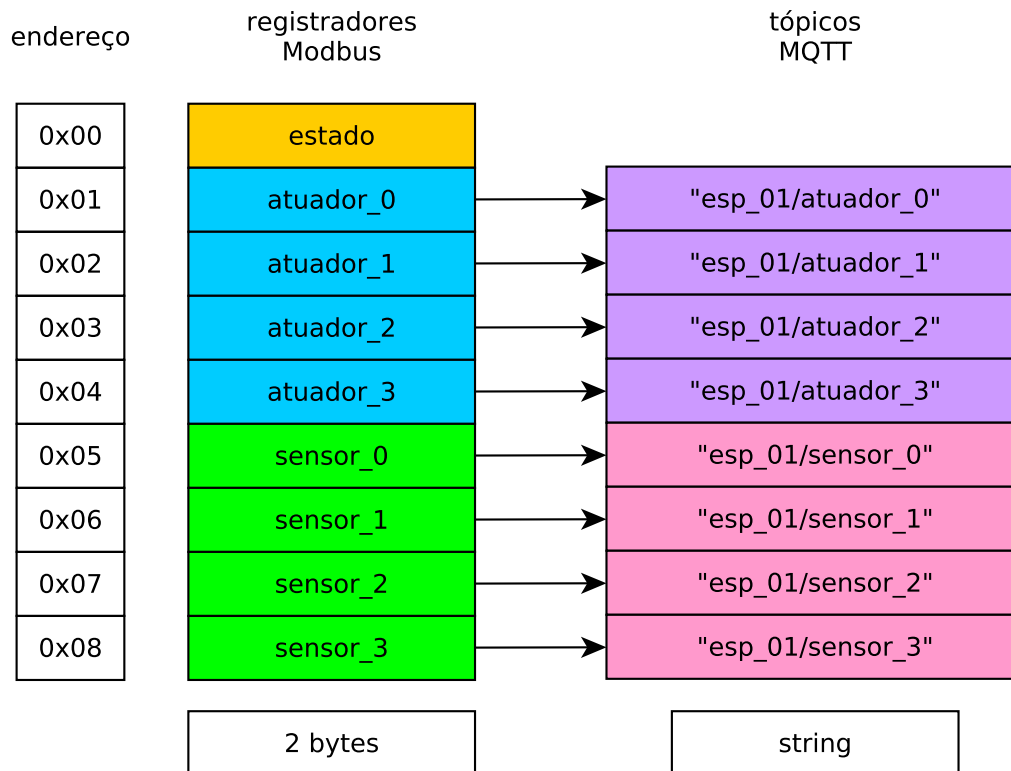 endereço
registradores
Modbus
tópicos
MQTT
0x00
estado
0x01
atuador_0
"esp_01/atuador_0"
0x02
atuador_1
"esp_01/atuador_1"
0x03
atuador_2
"esp_01/atuador_2"
0x04
atuador_3
"esp_01/atuador_3"
0x05
sensor_0
"esp_01/sensor_0"
0x06
sensor_1
"esp_01/sensor_1"
0x07
sensor_2
"esp_01/sensor_2"
0x08
sensor_3
"esp_01/sensor_3"
2 bytes
string